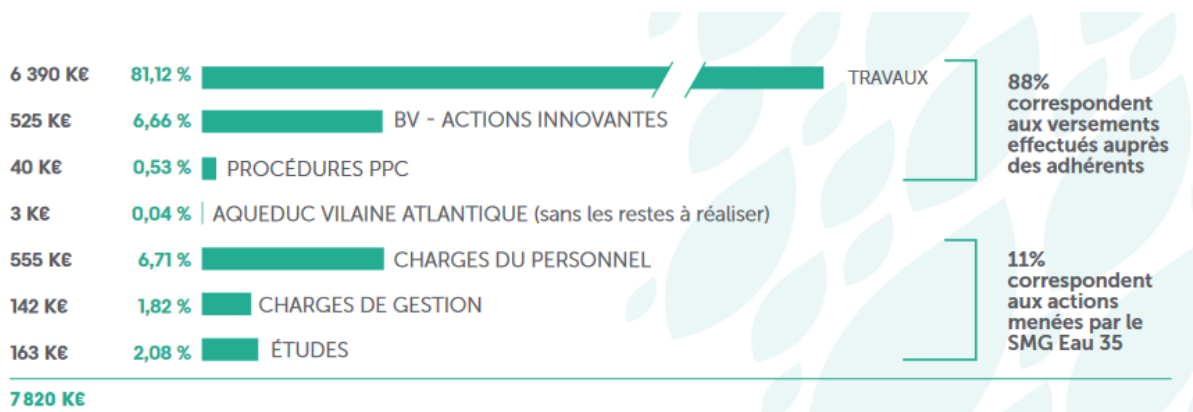 6 390 K€ 81,12 % TRAVAUX
525 K€ 6,66 % BV - ACTIONS INNOVANTES
40 K€ 0,53 % PROCÉDURES PPC
88%
correspondent
aux versements
effectués auprès
des adhérents
3 K€ 0,04 % AQUEDUC VILAINE ATLANTIQUE (sans les restes à réaliser)
555 K€ 6,71 % CHARGES DU PERSONNEL
142 K€ 1,82 % CHARGES DE GESTION
163 K€ 2,08 % ÉTUDES
11%
correspondent
aux actions
menées par le
SMG Eau 35
7 820 K€